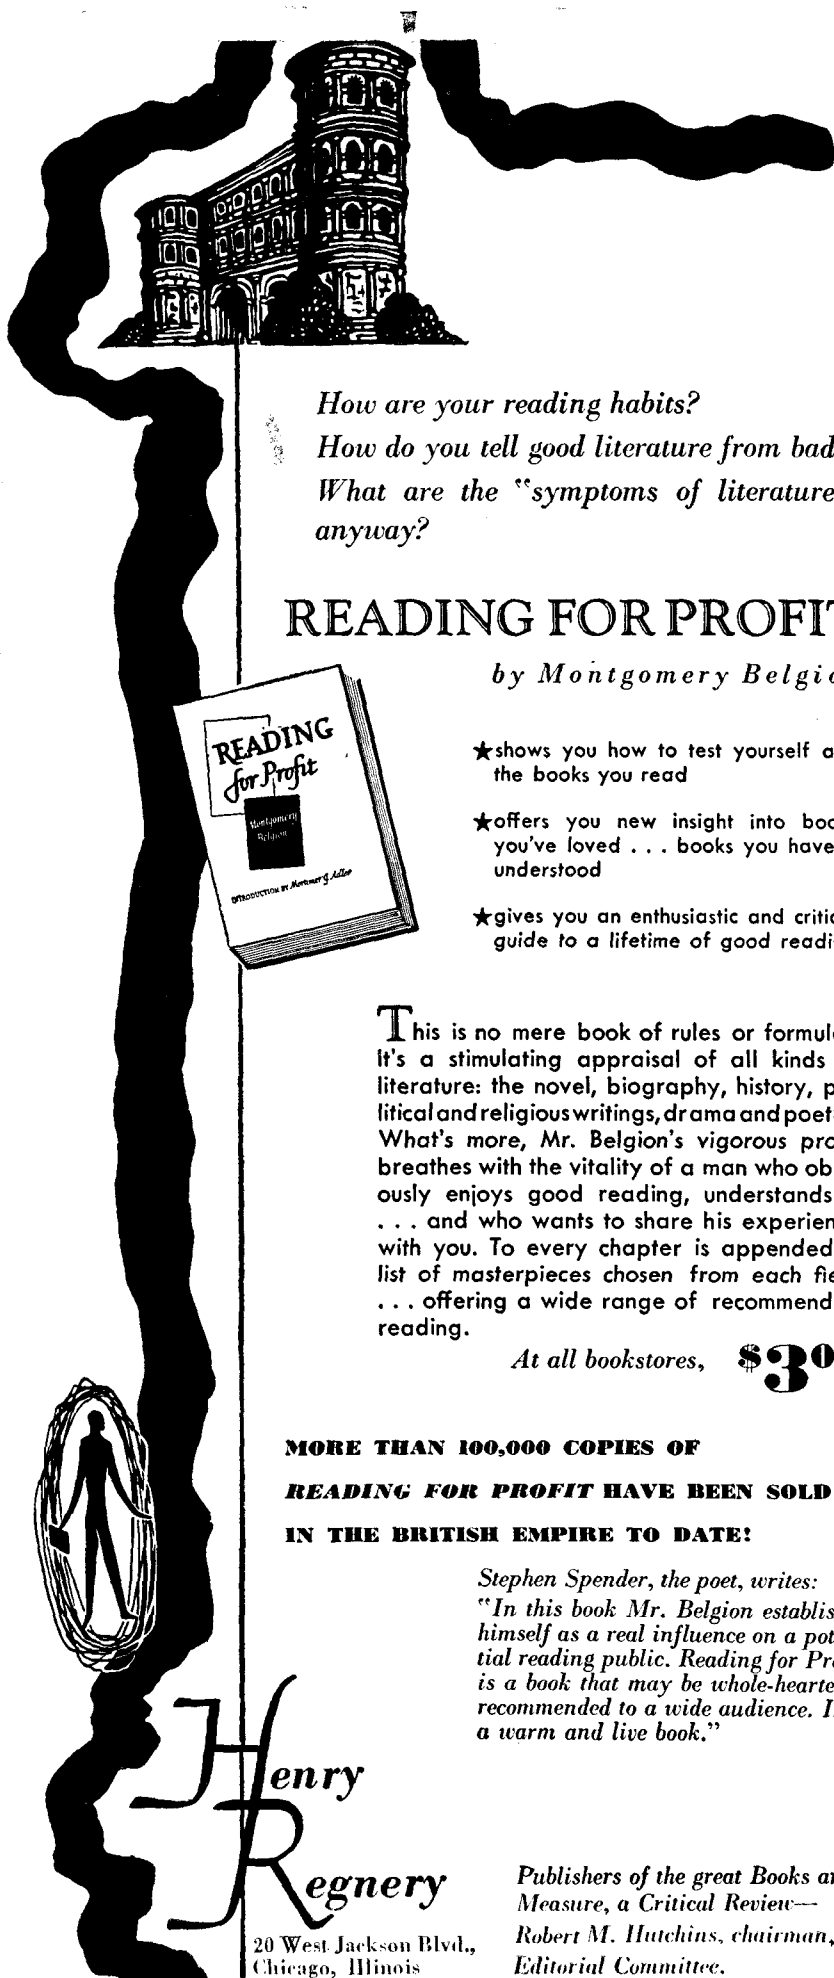 How are your reading habits?
How do you tell good literature from bad
What are the "symptoms of literature
anyway?
READING FOR PROFIT
by Montgomery Belgio
★shows you how to test yourself a
the books you read
★offers you new insight into boo
you've loved . . . books you have
understood
★gives you an enthusiastic and critic
guide to a lifetime of good readi
READING
for Profit
Montgomery
Belgion
INTRODUCTION BY Mortimer J. Adler
This is no mere book of rules or formul
It's a stimulating appraisal of all kinds
literature: the novel, biography, history, p
litical and religious writings, drama and poet
What's more, Mr. Belgion's vigorous pro
breathes with the vitality of a man who ob
ously enjoys good reading, understands
. . . and who wants to share his experien
with you. To every chapter is appended
list of masterpieces chosen from each fie
. . . offering a wide range of recommend
reading.
At all bookstores, $3.0
MORE THAN 100,000 COPIES OF
READING FOR PROFIT HAVE BEEN SOLD
IN THE BRITISH EMPIRE TO DATE!
Stephen Spender, the poet, writes:
"In this book Mr. Belgion establis
himself as a real influence on a pot
tial reading public. Reading for Pr
is a book that may be whole-hearte
recommended to a wide audience. I
a warm and live book."
Henry
Regnery
20 West Jackson Blvd.,
Chicago, Illinois
Publishers of the great Books a
Measure, a Critical Review—
Robert M. Hutchins, chairman,
Editorial Committee.